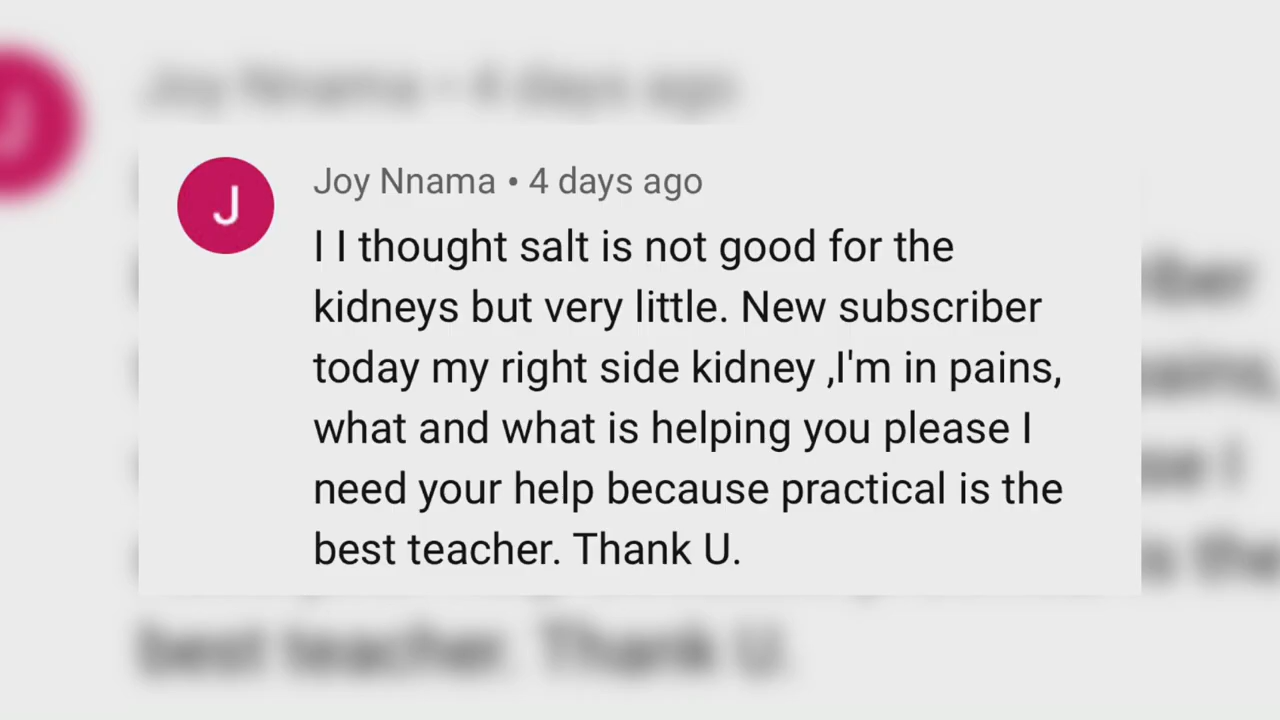 J
Joy Nnama • 4 days ago
I I thought salt is not good for the
kidneys but very little. New subscriber
today my right side kidney ,I'm in pains,
what and what is helping you please I
need your help because practical is the
best teacher. Thank U.